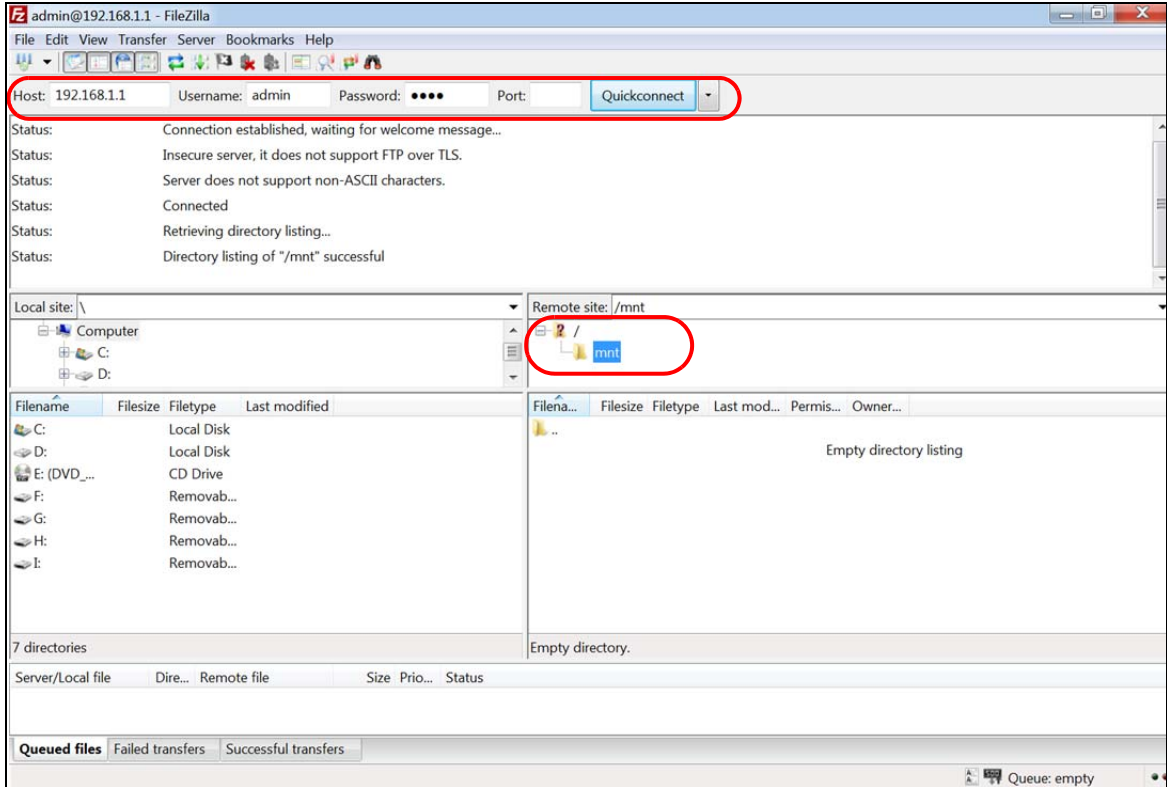 admin@192.168.1.1 - FileZilla
File Edit View Transfer Server Bookmarks Help
Host: 192.168.1.1 Username: admin Password: •••• Port: Quickconnect
Status: Connection established, waiting for welcome message...
Status: Insecure server, it does not support FTP over TLS.
Status: Server does not support non-ASCII characters.
Status: Connected
Status: Retrieving directory listing...
Status: Directory listing of "/mnt" successful
Local site: \
Computer
C:
D:
Remote site: /mnt
/
mnt
Filename Filesize Filetype Last modified
C: Local Disk
D: Local Disk
E: (DVD_... CD Drive
F: Removab...
G: Removab...
H: Removab...
I: Removab...
7 directories
Filena... Filesize Filetype Last mod... Permis... Owner...
..
Empty directory listing
Empty directory.
Server/Local file Dire... Remote file Size Prio... Status
Queued files Failed transfers Successful transfers
Queue: empty